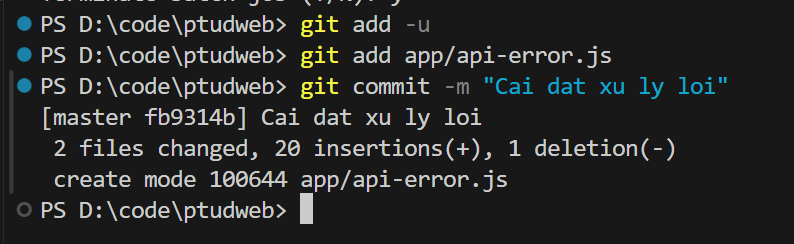 PS D:\code\ptudweb> git add -u
PS D:\code\ptudweb> git add app/api-error.js
PS D:\code\ptudweb> git commit -m "Cai dat xu ly loi"
[master fb9314b] Cai dat xu ly loi
2 files changed, 20 insertions(+), 1 deletion(-)
create mode 100644 app/api-error.js
PS D:\code\ptudweb>